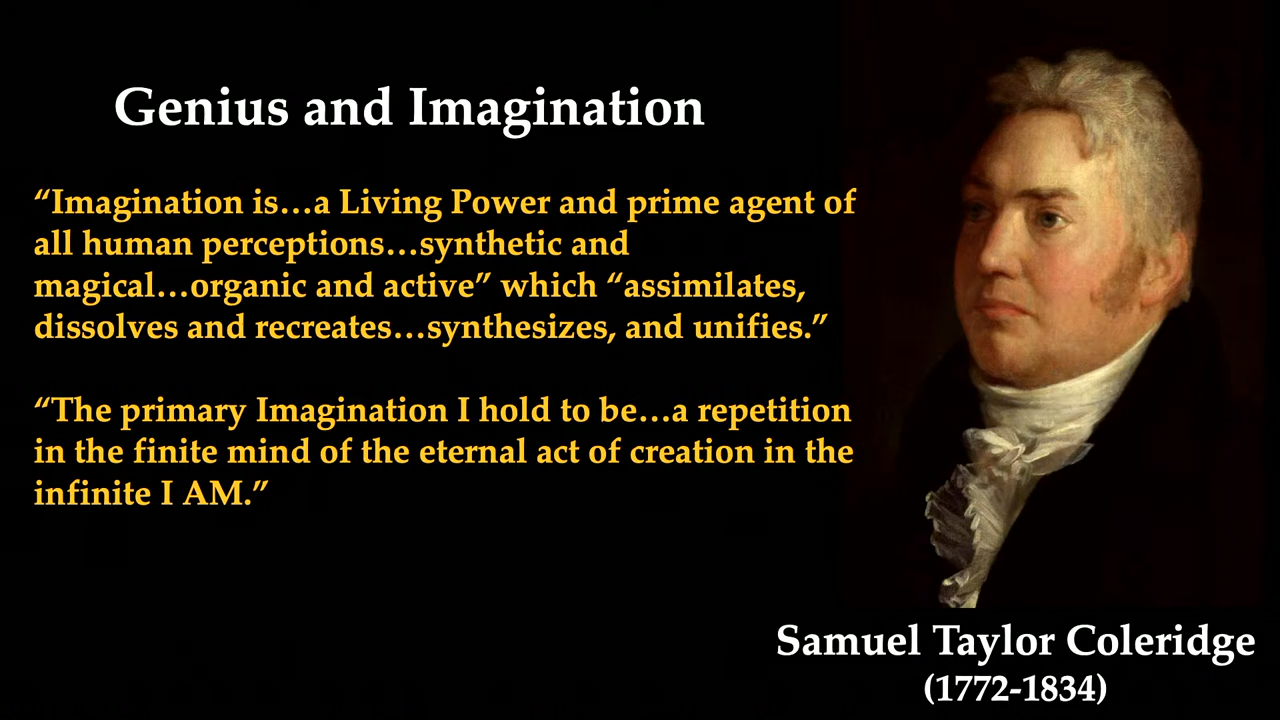 Genius and Imagination
“Imagination is…a Living Power and prime agent of
all human perceptions…synthetic and
magical…organic and active” which “assimilates,
dissolves and recreates…synthesizes, and unifies.”
“The primary Imagination I hold to be…a repetition
in the finite mind of the eternal act of creation in the
infinite I AM.”
Samuel Taylor Coleridge
(1772-1834)